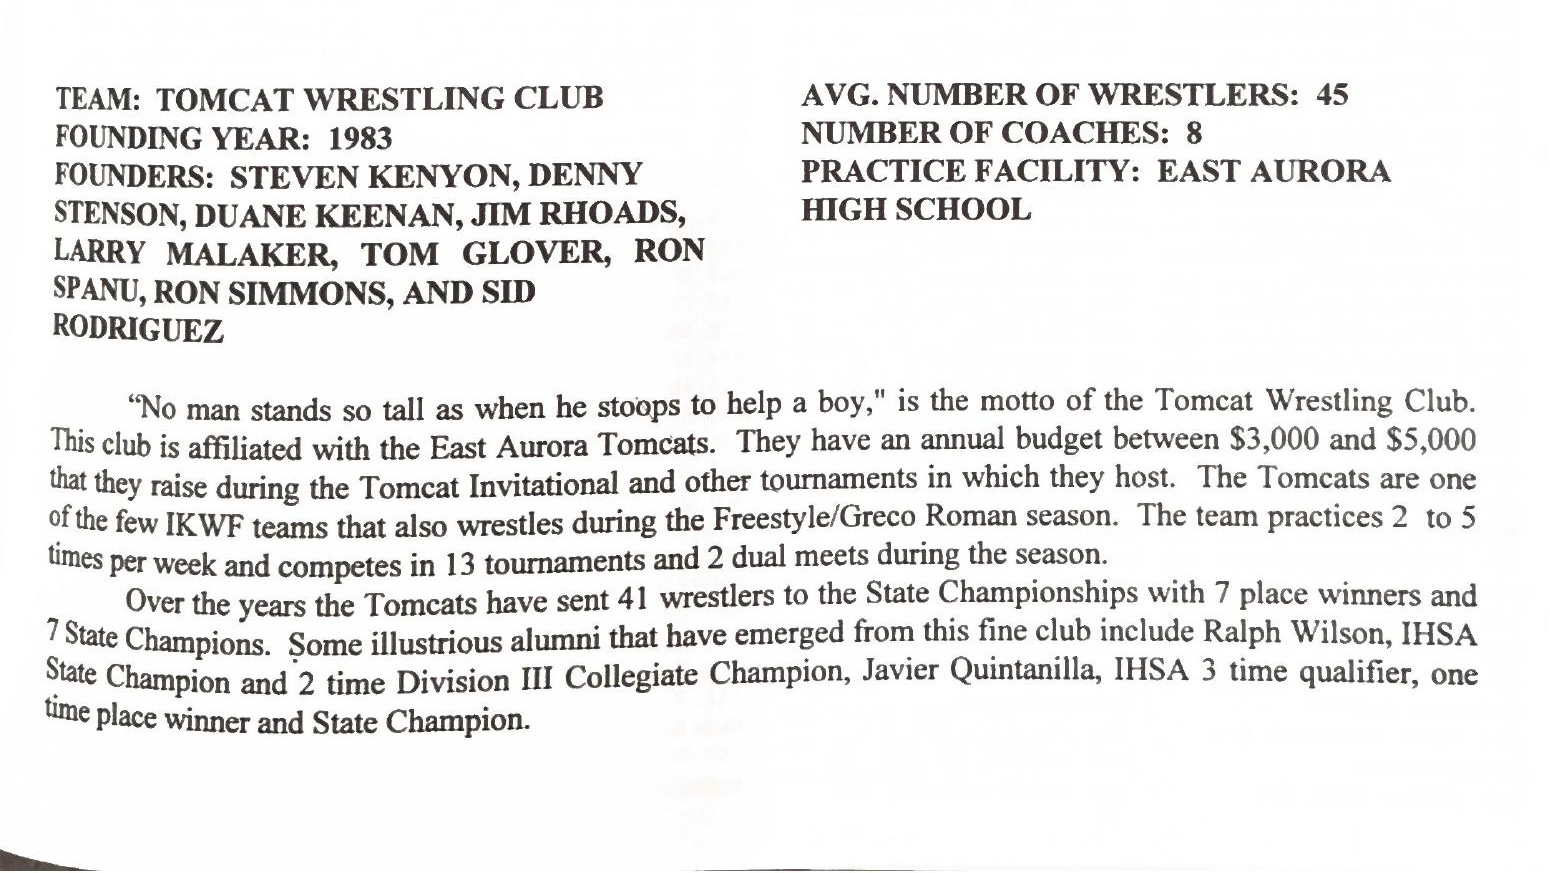 TEAM: TOMCAT WRESTLING CLUB
FOUNDING YEAR: 1983
FOUNDERS: STEVEN KENYON, DENNY
STENSON, DUANE KEENAN, JIM RHOADS,
LARRY MALAKER, TOM GLOVER, RON
SPANU, RON SIMMONS, AND SID
RODRIGUEZ
AVG. NUMBER OF WRESTLERS: 45
NUMBER OF COACHES: 8
PRACTICE FACILITY: EAST AURORA
HIGH SCHOOL
“No man stands so tall as when he stoops to help a boy," is the motto of the Tomcat Wrestling Club.
This club is affiliated with the East Aurora Tomcats. They have an annual budget between $3,000 and $5,000
that they raise during the Tomcat Invitational and other tournaments in which they host. The Tomcats are one
of the few IKWF teams that also wrestles during the Freestyle/Greco Roman season. The team practices 2 to 5
times per week and competes in 13 tournaments and 2 dual meets during the season.
Over the years the Tomcats have sent 41 wrestlers to the State Championships with 7 place winners and
7 State Champions. Some illustrious alumni that have emerged from this fine club include Ralph Wilson, IHSA
State Champion and 2 time Division III Collegiate Champion, Javier Quintanilla, IHSA 3 time qualifier, one
time place winner and State Champion.